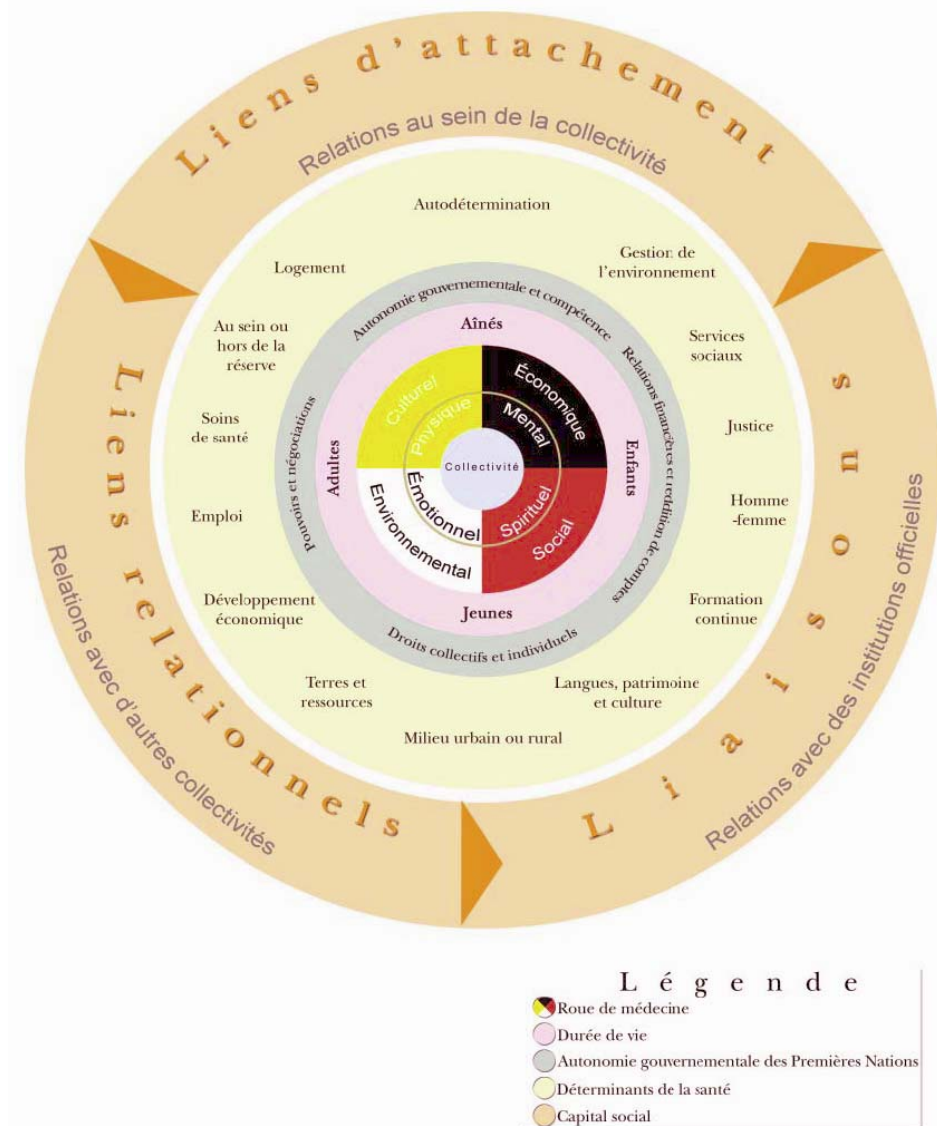 Liens d'attachement
Relations au sein de la collectivité
Autodétermination
Gestion de
l'environnement
Logement
Autonomie gouvernementale et compétence
Aînés
Au sein ou
hors de la
réserve
Services
sociaux
Relations financières et reddition de comptes
Culturel
Économique
Physique
Mental
Liens relationnels
Liaisons
Soins
de santé
Justice
Pouvoirs et négociations
Adultes
Collectivité
Enfants
Émotionnel
Spirituel
Environnemental
Social
Emploi
Homme
-femme
Relations avec d'autres collectivités
Relations avec des institutions officielles
Développement
économique
Jeunes
Formation
continue
Droits collectifs et individuels
Terres et
ressources
Langues, patrimoine
et culture
Milieu urbain ou rural
Légende
Roue de médecine
Durée de vie
Autonomie gouvernementale des Premières Nations
Déterminants de la santé
Capital social